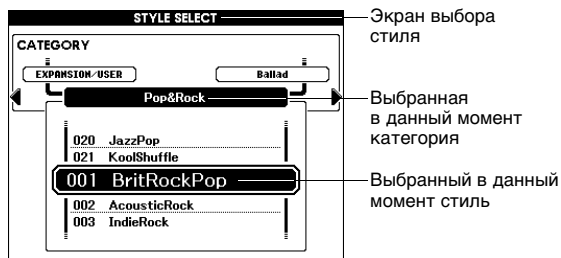 STYLE SELECT
Экран выбора
стиля
CATEGORY
EXPANSION/USER
Ballad
Pop&Rock
Выбранная
в данный момент
категория
020 JazzPop
021 KoolShuffle
001 BritRockPop
Выбранный в данный
момент стиль
002 AcousticRock
003 IndieRock